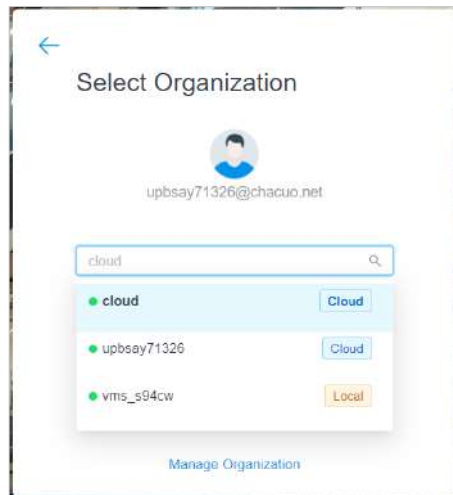 Select Organization
upbsay71326@chacuo.net
cloud
cloud Cloud
upbsay71326 Cloud
vms_s94cw Local
Manage Organization